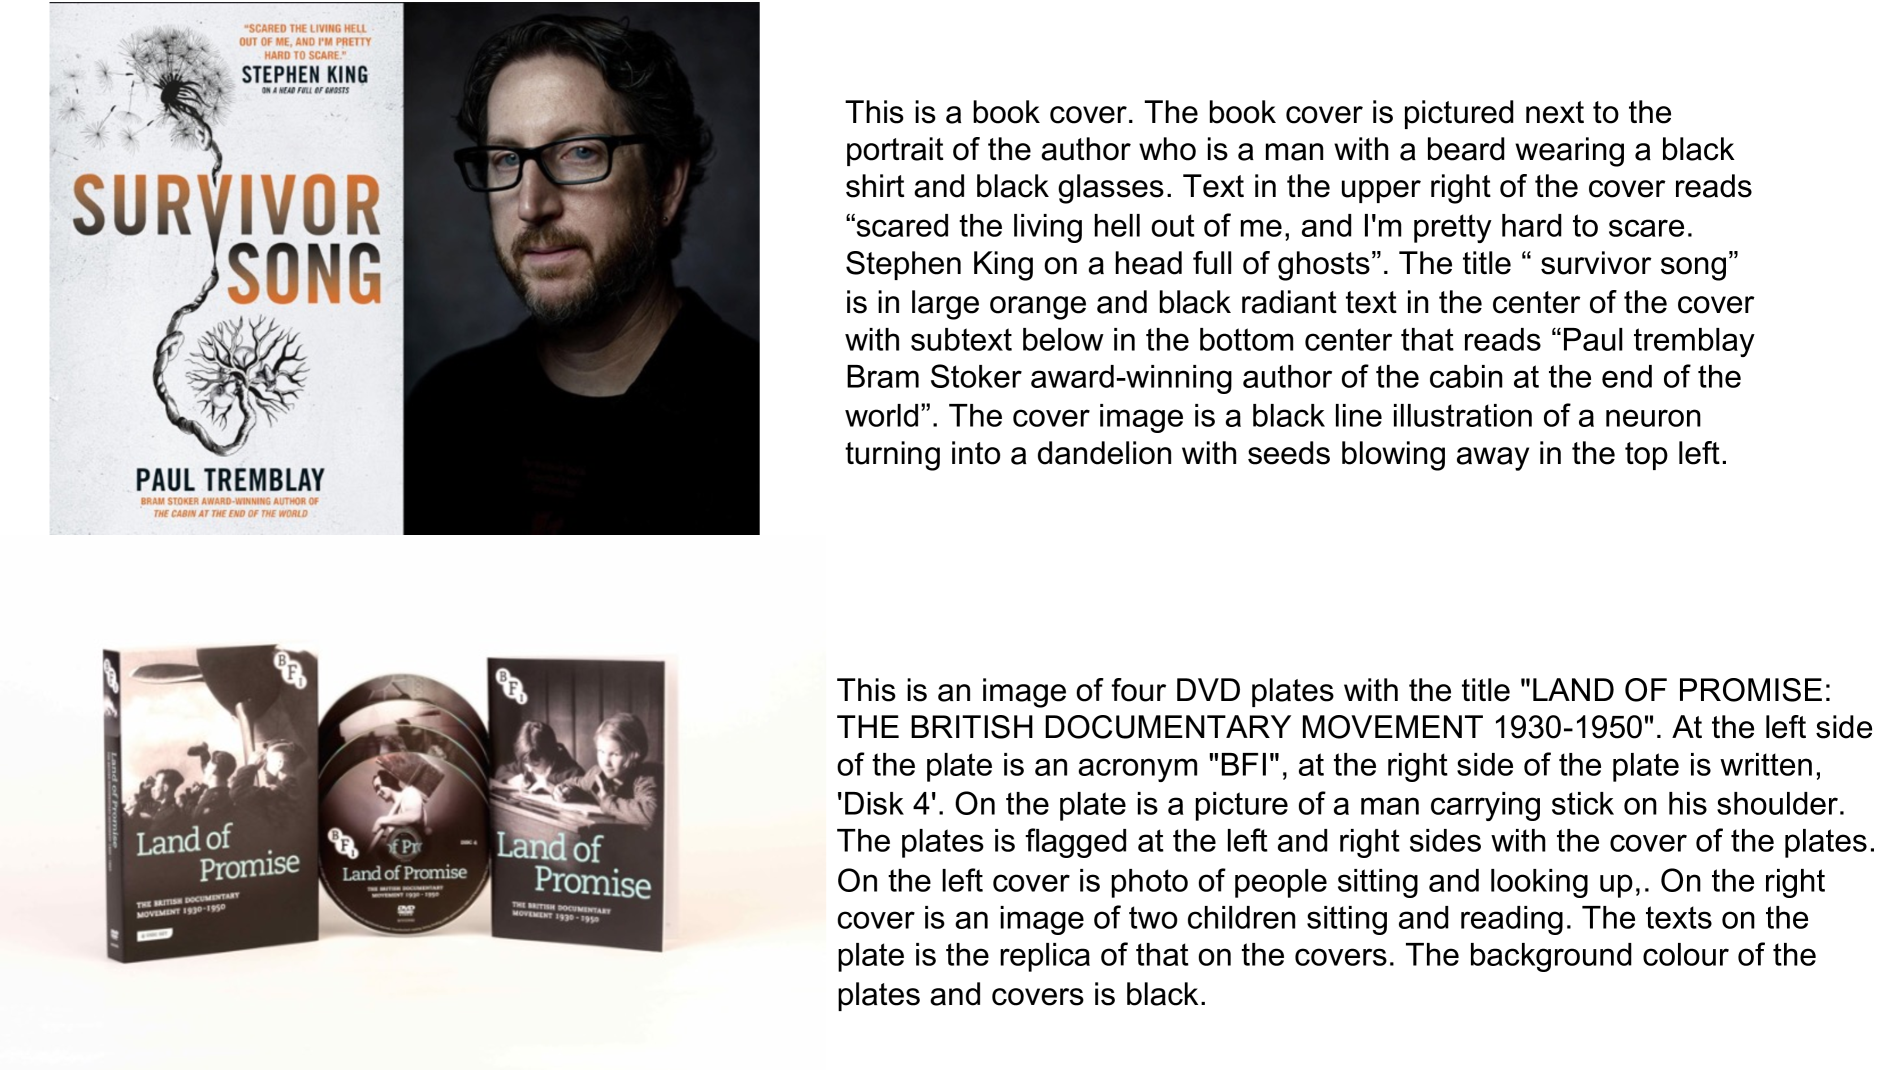 “SCARED THE LIVING HELL
OUT OF ME, AND I'M PRETTY
HARD TO SCARE.”
STEPHEN KING
ON A HEAD FULL OF GHOSTS
SURVIVOR
SONG
PAUL TREMBLAY
BRAM STOKER AWARD-WINNING AUTHOR OF
THE CABIN AT THE END OF THE WORLD
This is a book cover. The book cover is pictured next to the
portrait of the author who is a man with a beard wearing a black
shirt and black glasses. Text in the upper right of the cover reads
“scared the living hell out of me, and I'm pretty hard to scare.
Stephen King on a head full of ghosts”. The title “ survivor song”
is in large orange and black radiant text in the center of the cover
with subtext below in the bottom center that reads “Paul tremblay
Bram Stoker award-winning author of the cabin at the end of the
world”. The cover image is a black line illustration of a neuron
turning into a dandelion with seeds blowing away in the top left.
BFI
Land of Promise
BFI
Land of
Promise
THE BRITISH DOCUMENTARY
MOVEMENT 1930-1950
BFI
DISC 4
Land of Promise
THE BRITISH DOCUMENTARY
MOVEMENT 1930-1950
DVD
BFI
Land of
Promise
THE BRITISH DOCUMENTARY
MOVEMENT 1930-1950
This is an image of four DVD plates with the title "LAND OF PROMISE:
THE BRITISH DOCUMENTARY MOVEMENT 1930-1950". At the left side
of the plate is an acronym "BFI", at the right side of the plate is written,
'Disk 4'. On the plate is a picture of a man carrying stick on his shoulder.
The plates is flagged at the left and right sides with the cover of the plates.
On the left cover is photo of people sitting and looking up,. On the right
cover is an image of two children sitting and reading. The texts on the
plate is the replica of that on the covers. The background colour of the
plates and covers is black.